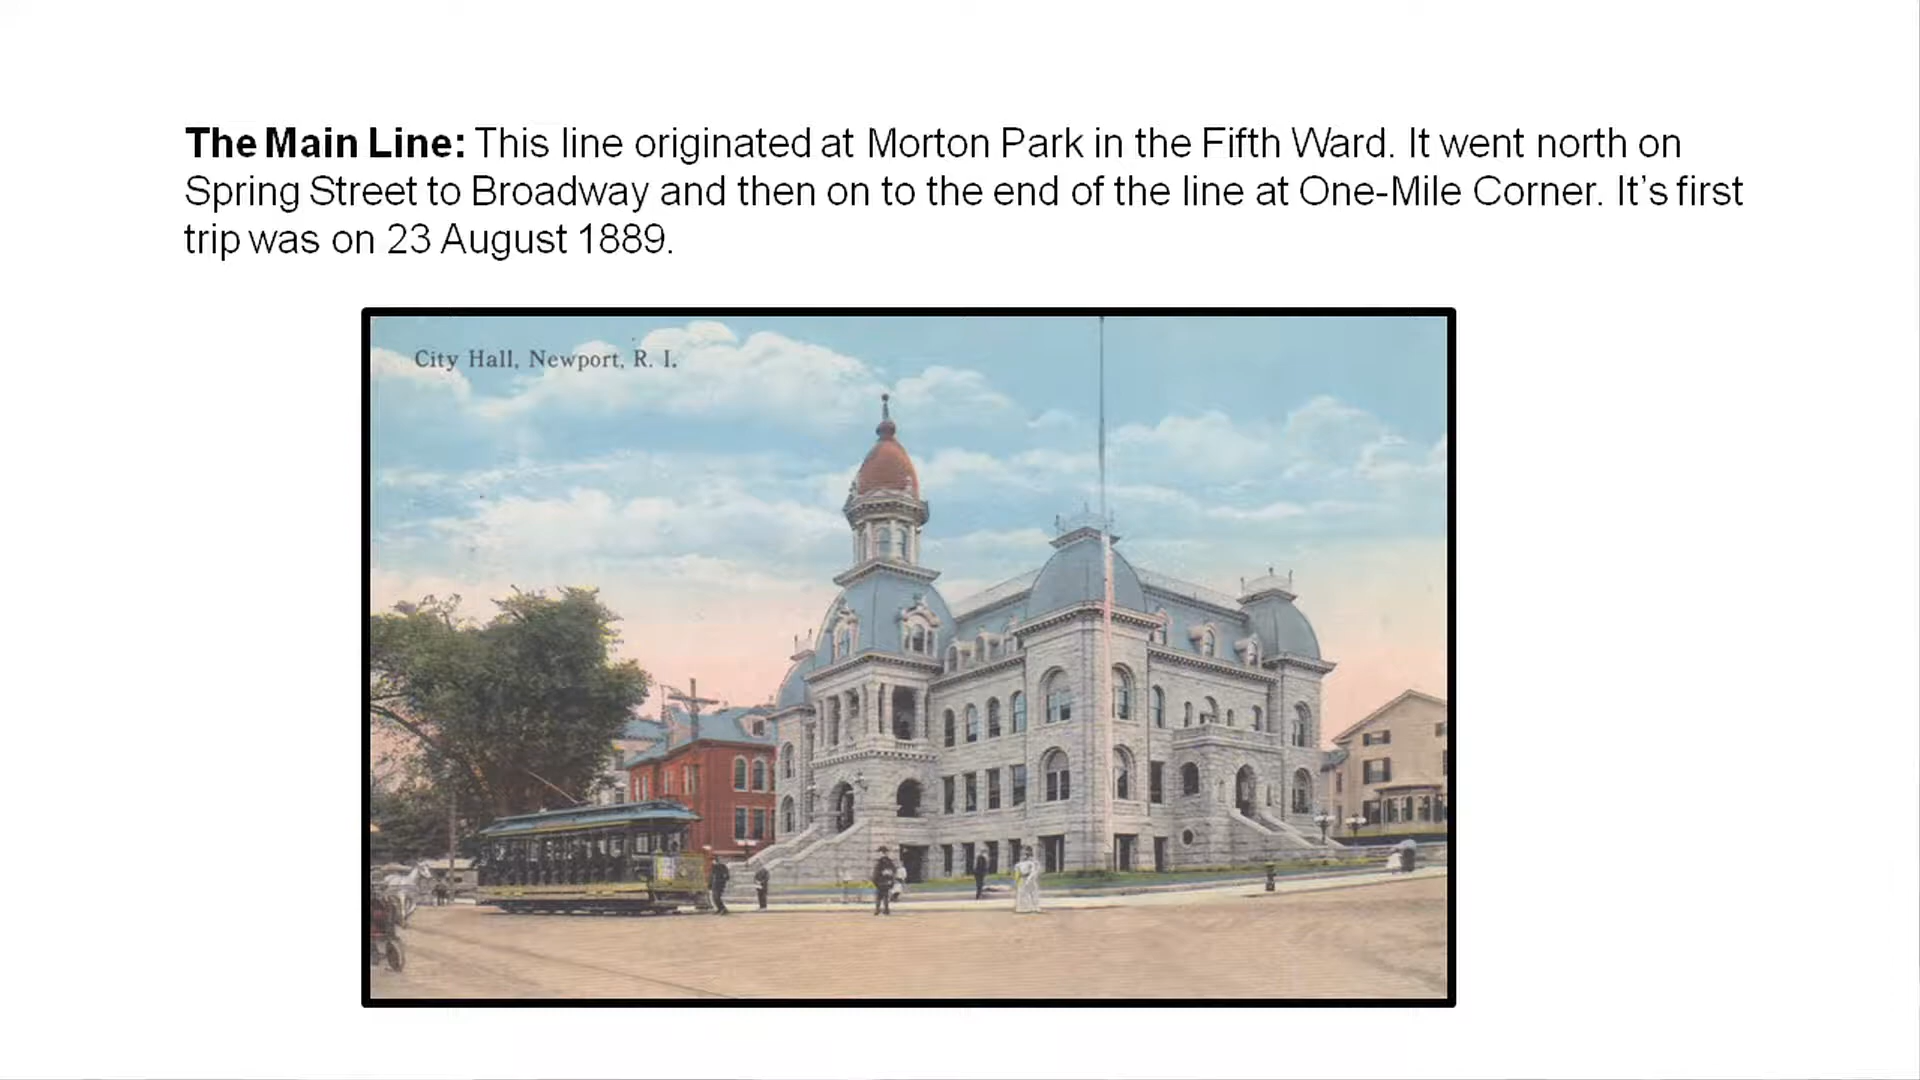 The Main Line: This line originated at Morton Park in the Fifth Ward. It went north on
Spring Street to Broadway and then on to the end of the line at One-Mile Corner. It’s first
trip was on 23 August 1889.
City Hall, Newport, R. I.